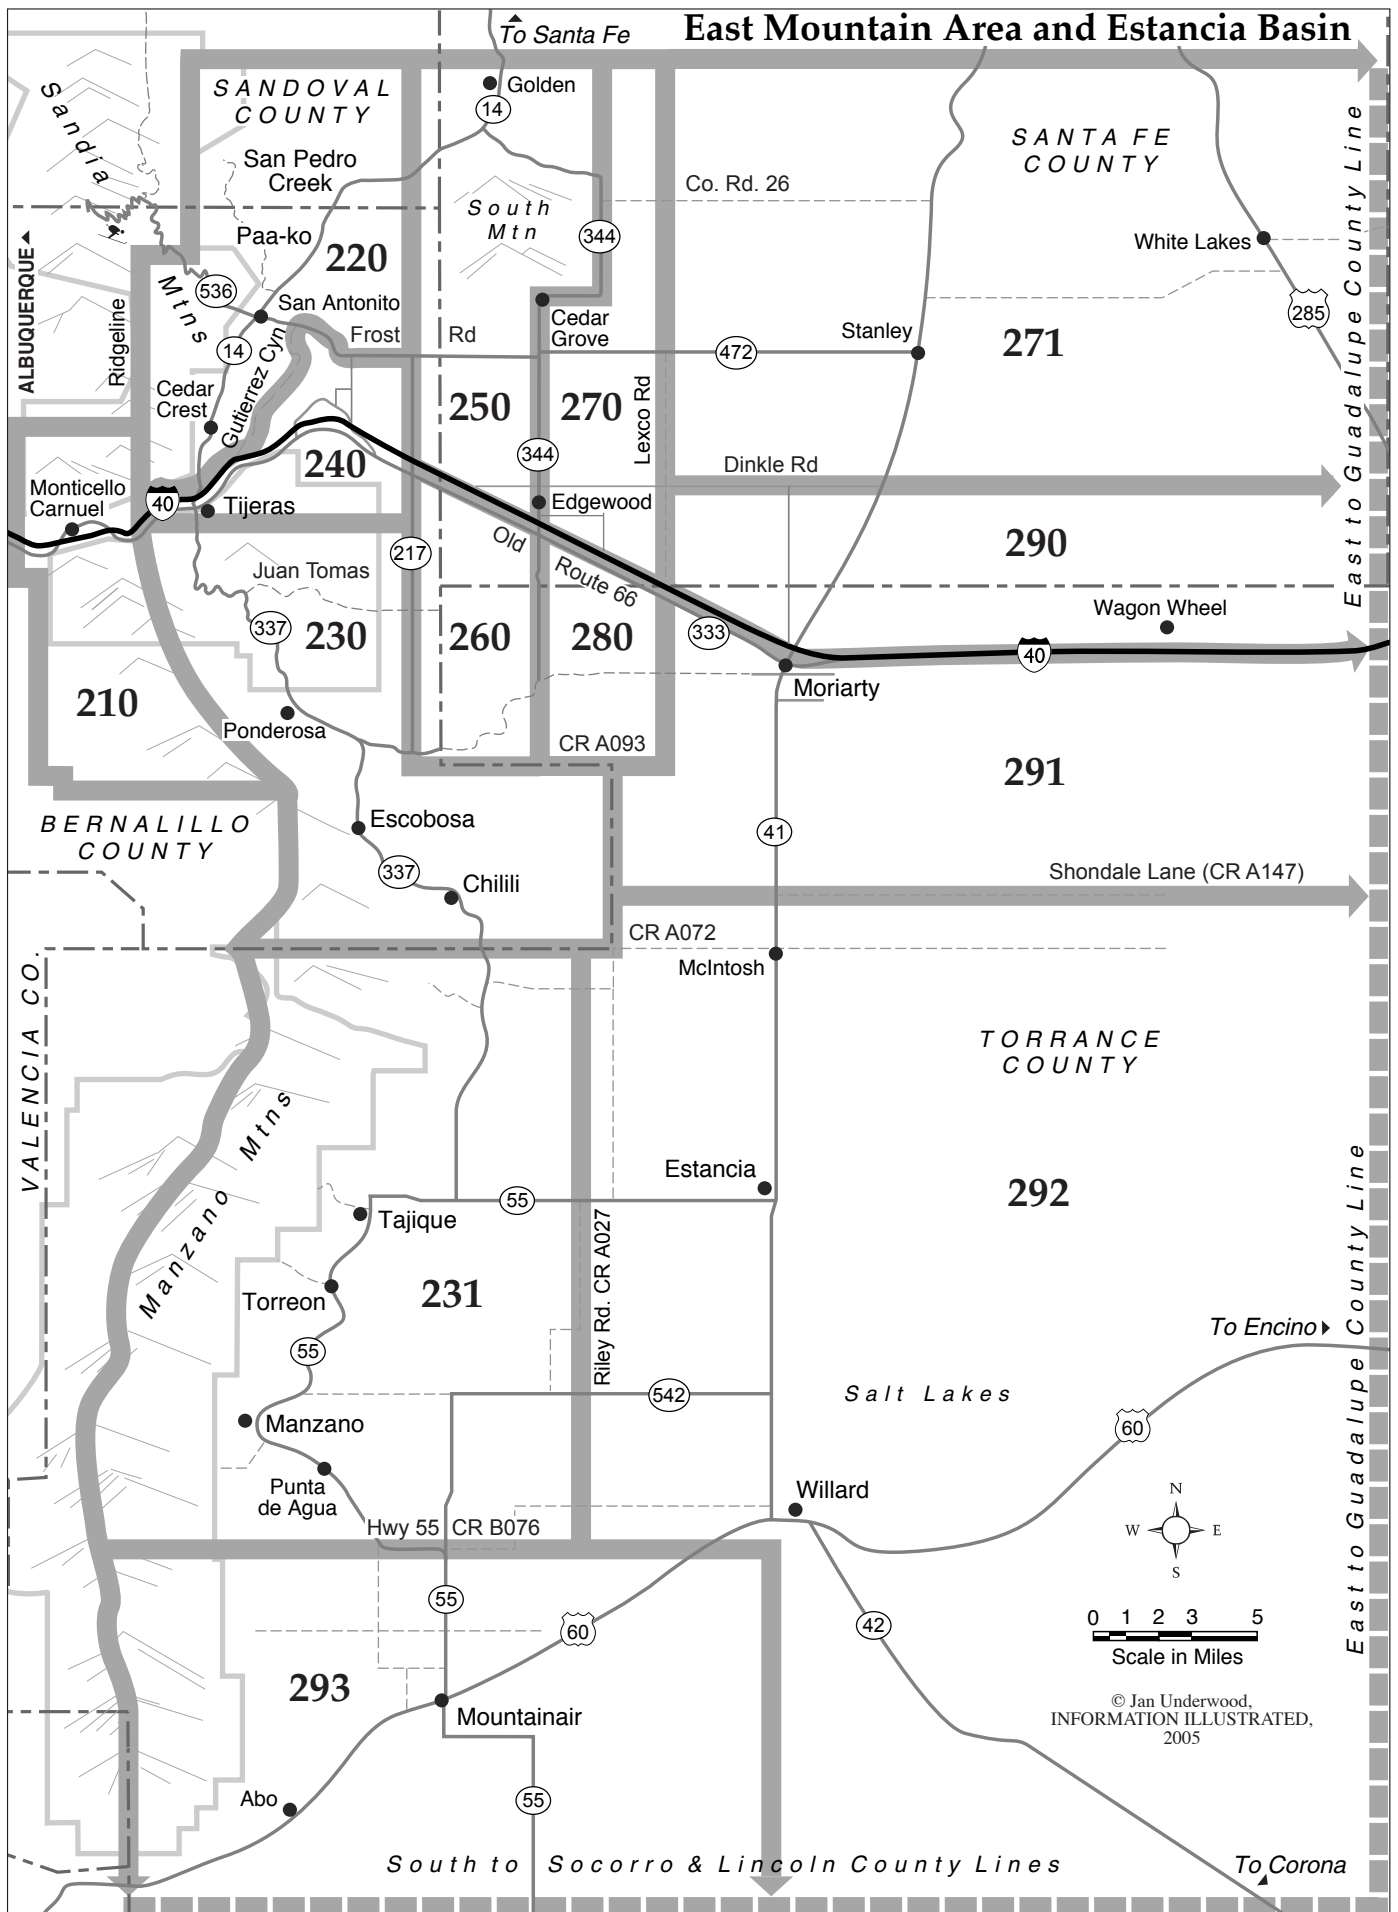 East Mountain Area and Estancia Basin
To Santa Fe
Golden
14
SANDOVAL
COUNTY
Sandia
Mtns
San Pedro
Creek
SANTA FE
COUNTY
East to Guadalupe County Line
Co. Rd. 26
South
Mtn
344
Paa-ko
220
White Lakes
ALBUQUERQUE
536
San Antonito
285
Ridgeline
Cedar
Grove
Frost
Rd
472
Stanley
271
14
Gutierrez Cyn
Cedar
Crest
250
270
Lexco Rd
344
240
Dinkle Rd
Monticello
Carnuel
40
Tijeras
Edgewood
217
Old
Route 66
290
Juan Tomas
337
230
260
280
333
Wagon Wheel
40
Moriarty
210
Ponderosa
CR A093
291
BERNALILLO
COUNTY
Escobosa
41
337
Chilili
Shondale Lane (CR A147)
CR A072
McIntosh
VALENCIA CO.
TORRANCE
COUNTY
Manzano Mtns
Estancia
292
55
Tajique
Riley Rd. CR A027
East to Guadalupe County Line
Torreon
231
To Encino
55
542
Salt Lakes
60
Manzano
Punta
de Agua
Willard
N
W
E
S
Hwy 55
CR B076
55
60
42
0 1 2 3 5
Scale in Miles
293
© Jan Underwood,
INFORMATION ILLUSTRATED,
2005
Mountainair
Abo
55
South to Socorro & Lincoln County Lines
To Corona